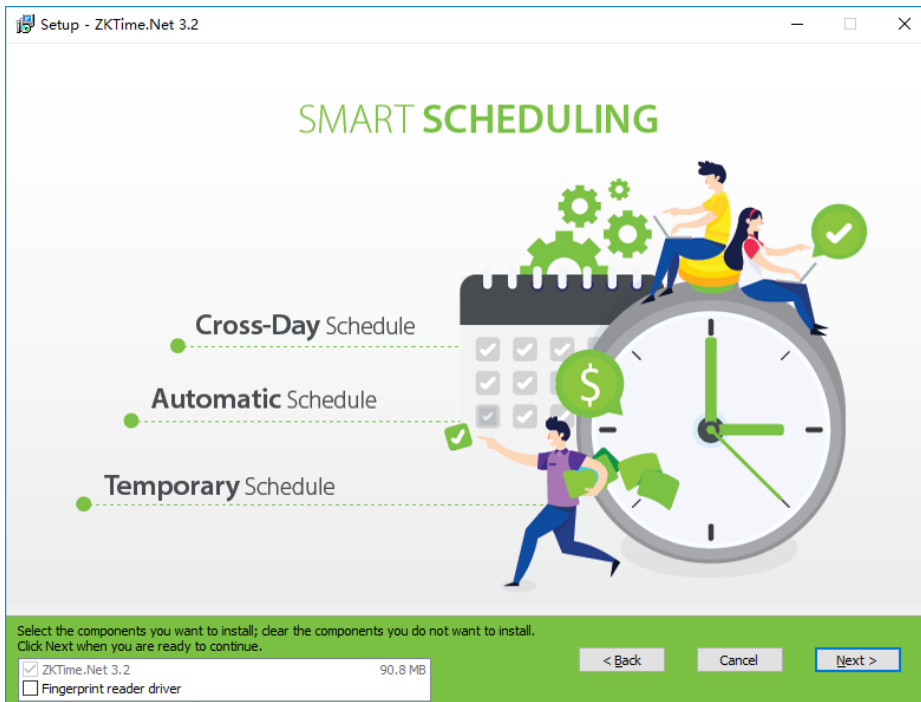 Setup - ZKTime.Net 3.2
SMART SCHEDULING
Cross-Day Schedule
Automatic Schedule
Temporary Schedule
$
Select the components you want to install; clear the components you do not want to install.
Click Next when you are ready to continue.
ZKTime.Net 3.2 90.8 MB
Fingerprint reader driver
< Back Cancel Next >